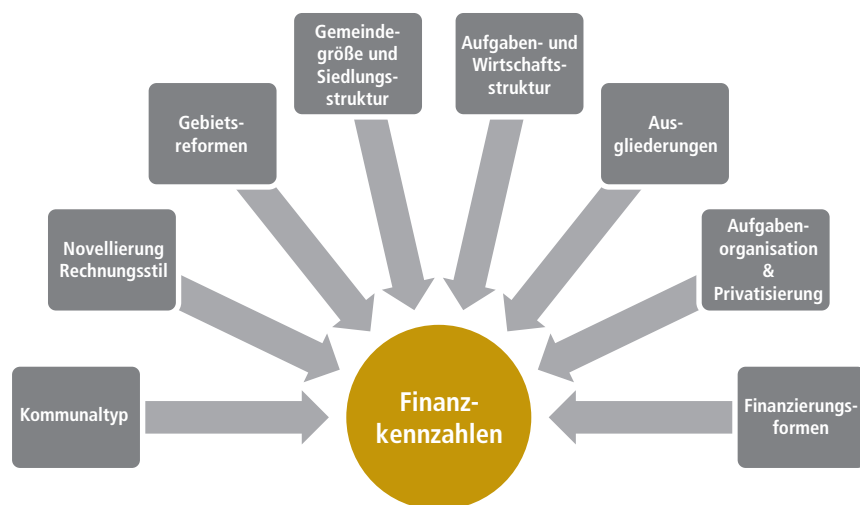 Gemeinde-
größe und
Siedlungs-
struktur
Aufgaben- und
Wirtschafts-
struktur
Gebiets-
reformen
Aus-
gliederungen
Novellierung
Rechnungsstil
Aufgaben-
organisation
&
Privatisierung
Kommunaltyp
Finanz-
kennzahlen
Finanzierungs-
formen